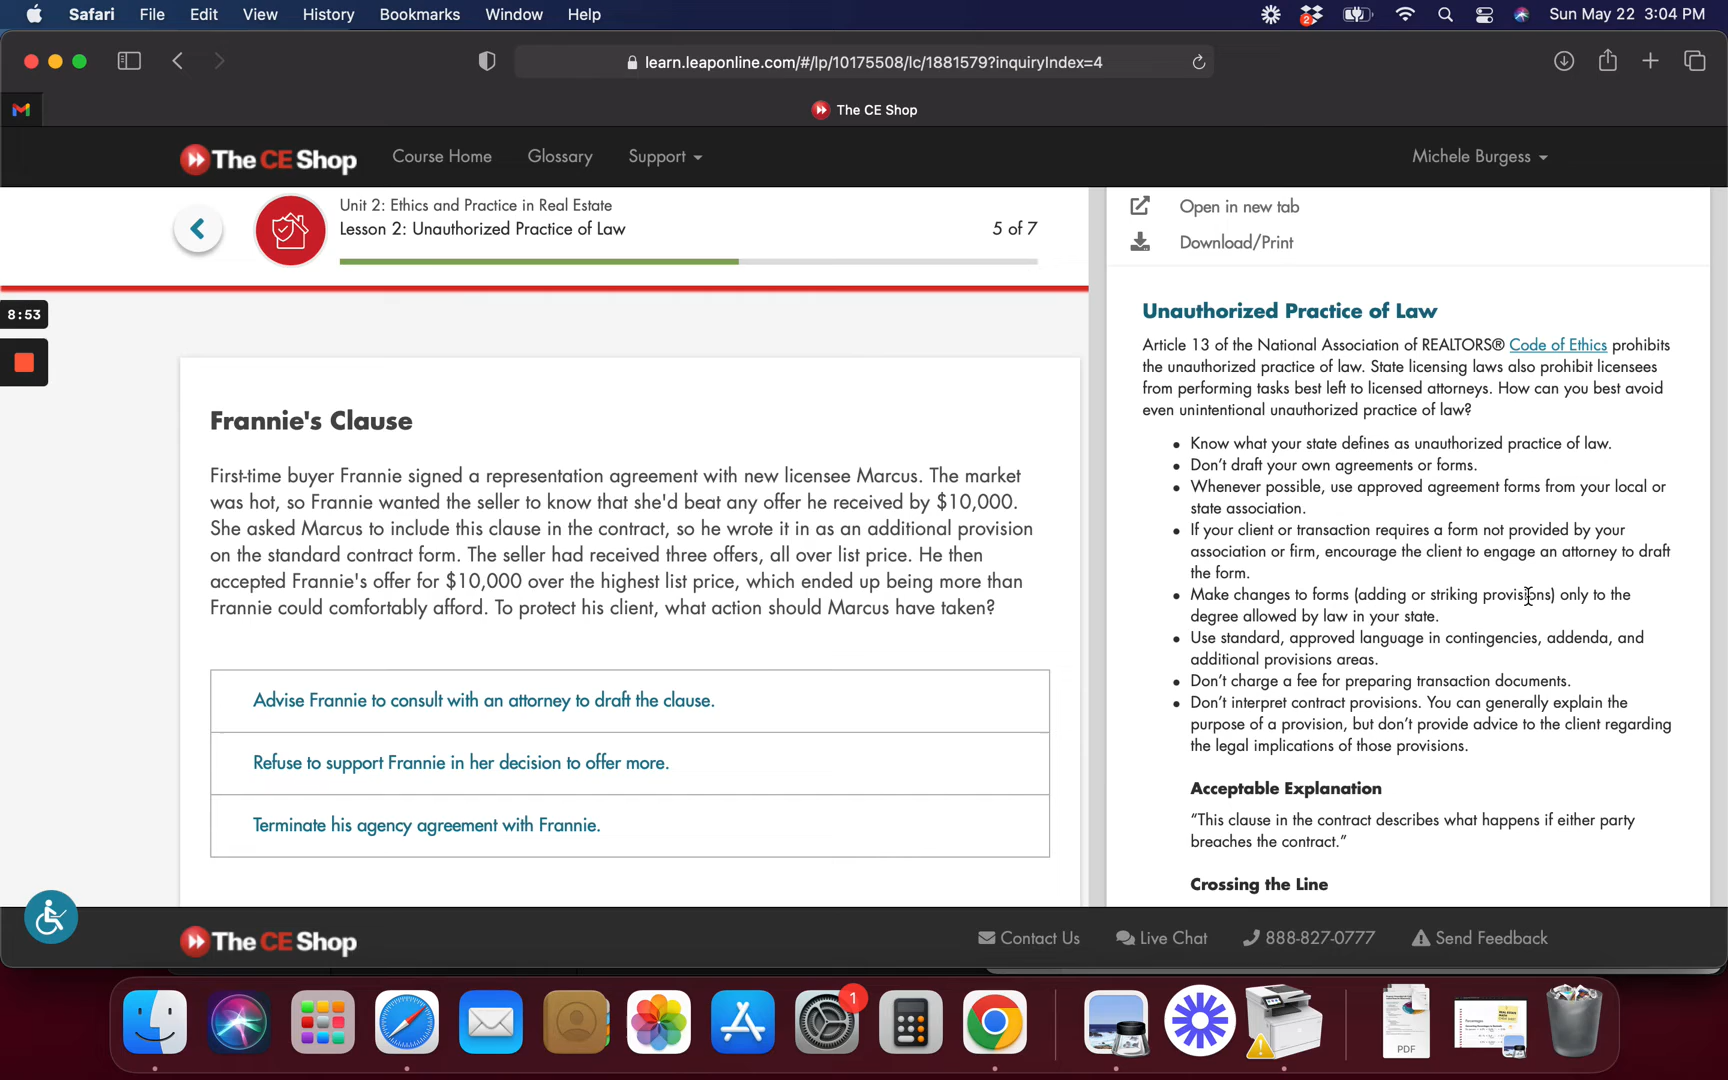 Safari File Edit View History Bookmarks Window Help
2
Sun May 22 3:04 PM
learn.leaponline.com/#/lp/10175508/lc/1881579?inquiryIndex=4
The CE Shop
The CE Shop
Course Home Glossary Support
Michele Burgess
Unit 2: Ethics and Practice in Real Estate
Lesson 2: Unauthorized Practice of Law
5 of 7
8:53
Frannie's Clause
First-time buyer Frannie signed a representation agreement with new licensee Marcus. The market
was hot, so Frannie wanted the seller to know that she'd beat any offer he received by $10,000.
She asked Marcus to include this clause in the contract, so he wrote it in as an additional provision
on the standard contract form. The seller had received three offers, all over list price. He then
accepted Frannie's offer for $10,000 over the highest list price, which ended up being more than
Frannie could comfortably afford. To protect his client, what action should Marcus have taken?
Advise Frannie to consult with an attorney to draft the clause.
Refuse to support Frannie in her decision to offer more.
Terminate his agency agreement with Frannie.
Open in new tab
Download/Print
Unauthorized Practice of Law
Article 13 of the National Association of REALTORS® Code of Ethics prohibits
the unauthorized practice of law. State licensing laws also prohibit licensees
from performing tasks best left to licensed attorneys. How can you best avoid
even unintentional unauthorized practice of law?
• Know what your state defines as unauthorized practice of law.
• Don't draft your own agreements or forms.
• Whenever possible, use approved agreement forms from your local or
state association.
• If your client or transaction requires a form not provided by your
association or firm, encourage the client to engage an attorney to draft
the form.
• Make changes to forms (adding or striking provisions) only to the
degree allowed by law in your state.
• Use standard, approved language in contingencies, addenda, and
additional provisions areas.
• Don't charge a fee for preparing transaction documents.
• Don't interpret contract provisions. You can generally explain the
purpose of a provision, but don't provide advice to the client regarding
the legal implications of those provisions.
Acceptable Explanation
"This clause in the contract describes what happens if either party
breaches the contract."
Crossing the Line
The CE Shop
Contact Us Live Chat 888-827-0777 Send Feedback
1
PDF